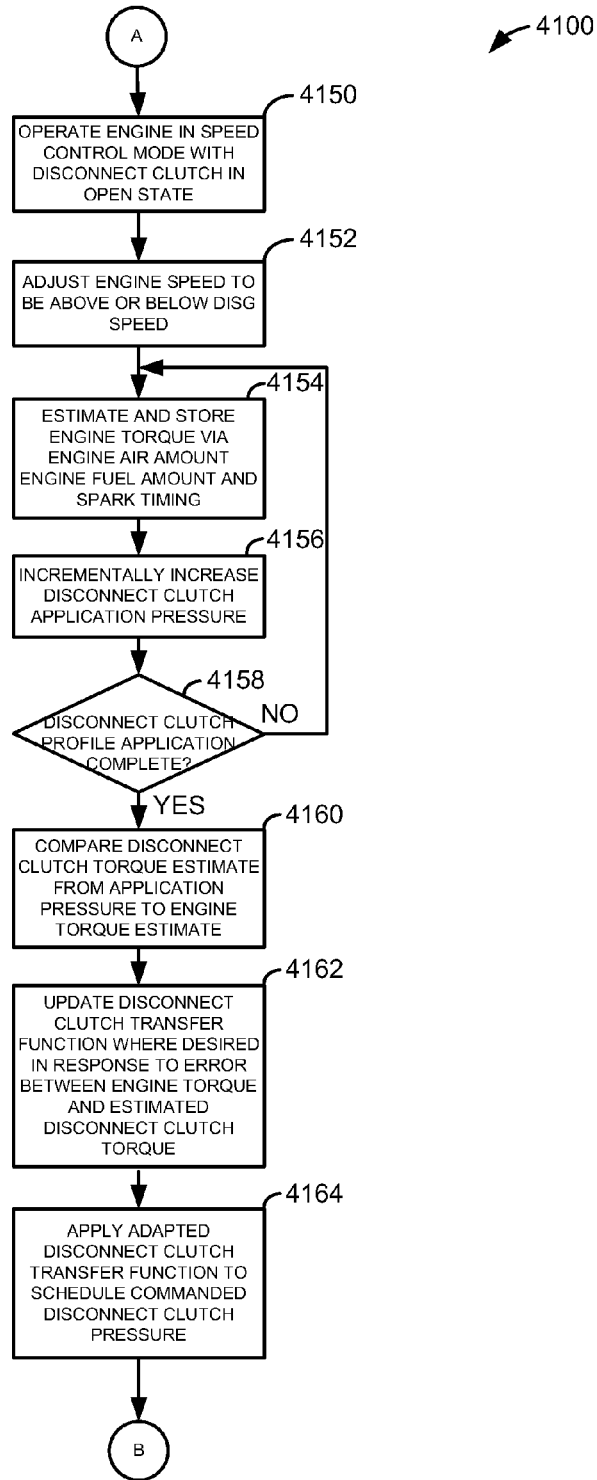 A
4100
4150
OPERATE ENGINE IN SPEED
CONTROL MODE WITH
DISCONNECT CLUTCH IN
OPEN STATE
4152
ADJUST ENGINE SPEED TO
BE ABOVE OR BELOW DISG
SPEED
4154
ESTIMATE AND STORE
ENGINE TORQUE VIA
ENGINE AIR AMOUNT
ENGINE FUEL AMOUNT AND
SPARK TIMING
4156
INCREMENTALLY INCREASE
DISCONNECT CLUTCH
APPLICATION PRESSURE
4158
NO
DISCONNECT CLUTCH
PROFILE APPLICATION
COMPLETE?
YES
4160
COMPARE DISCONNECT
CLUTCH TORQUE ESTIMATE
FROM APPLICATION
PRESSURE TO ENGINE
TORQUE ESTIMATE
4162
UPDATE DISCONNECT
CLUTCH TRANSFER
FUNCTION WHERE DESIRED
IN RESPONSE TO ERROR
BETWEEN ENGINE TORQUE
AND ESTIMATED
DISCONNECT CLUTCH
TORQUE
4164
APPLY ADAPTED
DISCONNECT CLUTCH
TRANSFER FUNCTION TO
SCHEDULE COMMANDED
DISCONNECT CLUTCH
PRESSURE
B